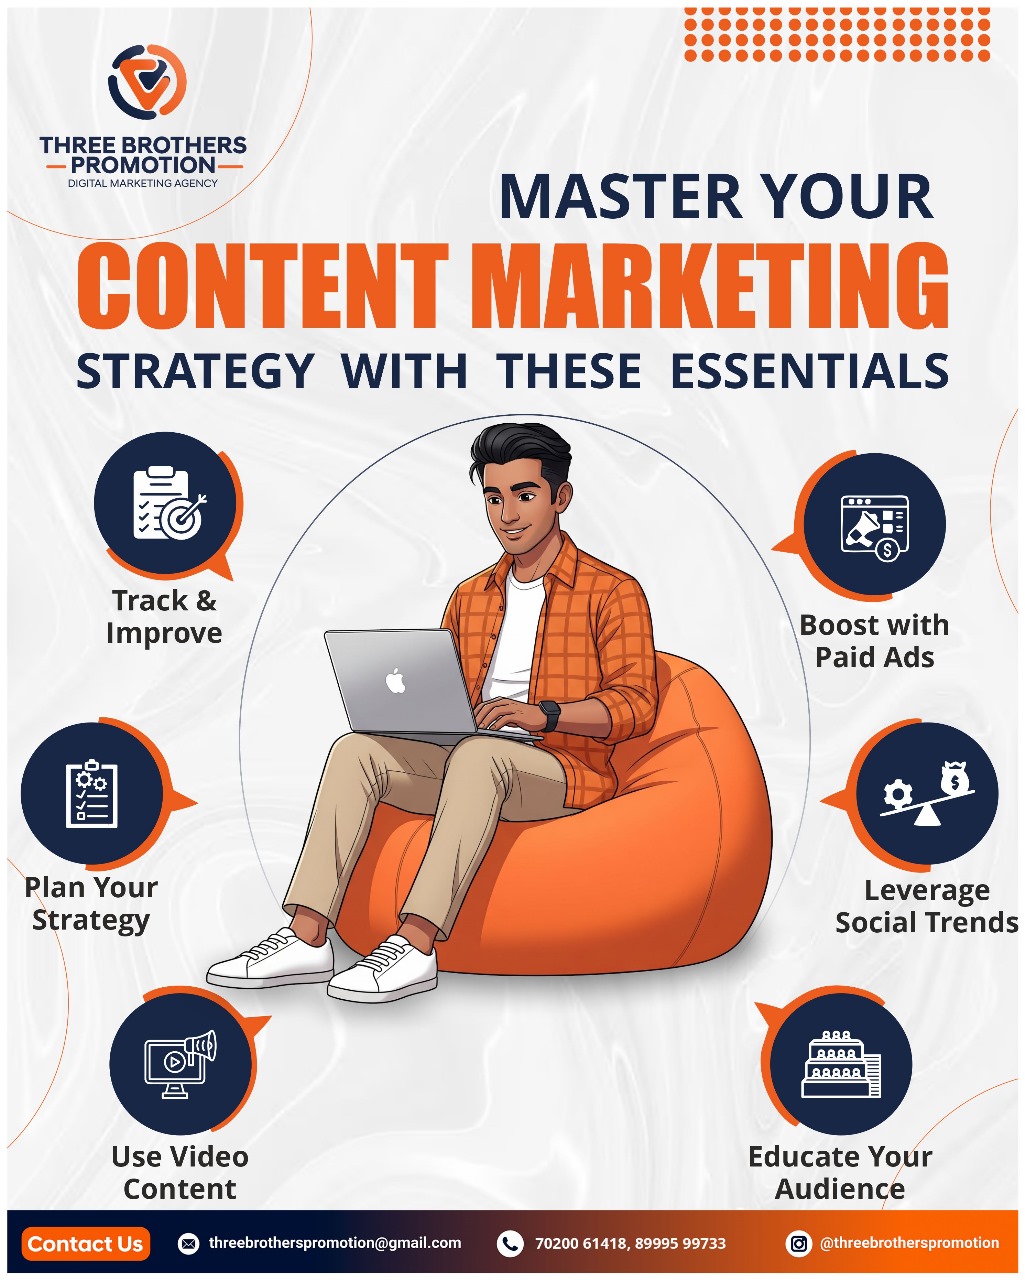 THREE BROTHERS
PROMOTION
DIGITAL MARKETING AGENCY
MASTER YOUR
CONTENT MARKETING
STRATEGY WITH THESE ESSENTIALS
Track &
Improve
Boost with
Paid Ads
Plan Your
Strategy
Leverage
Social Trends
Use Video
Content
Educate Your
Audience
Contact Us
threebrotherspromotion@gmail.com
70200 61418, 89995 99733
@threebrotherspromotion